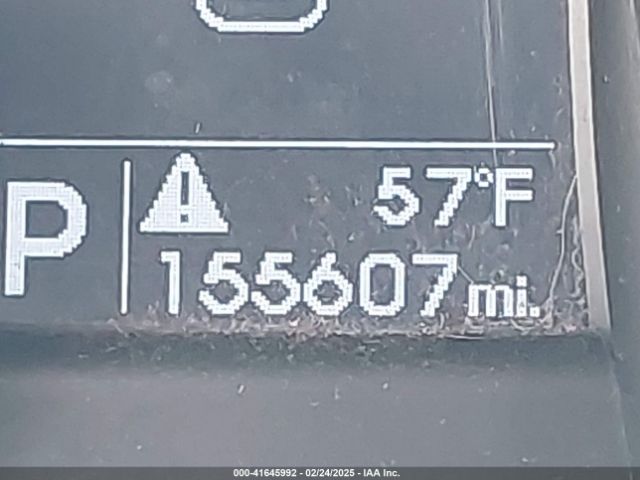 57°F
P
155607 mi.
000-41645992 - 02/24/2025 - IAA Inc.